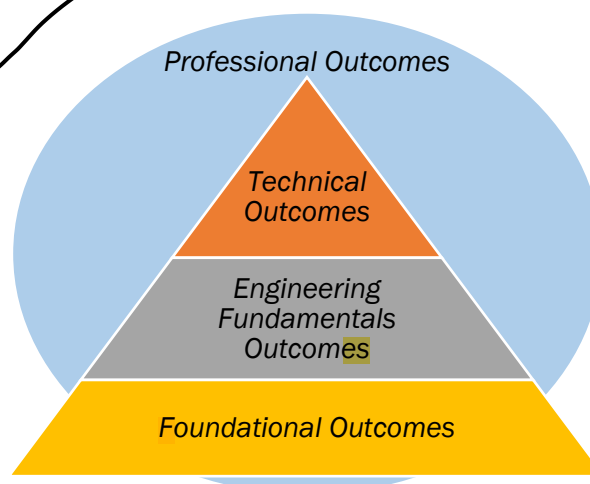 Professional Outcomes
Technical
Outcomes
Engineering
Fundamentals
Outcomes
Foundational Outcomes